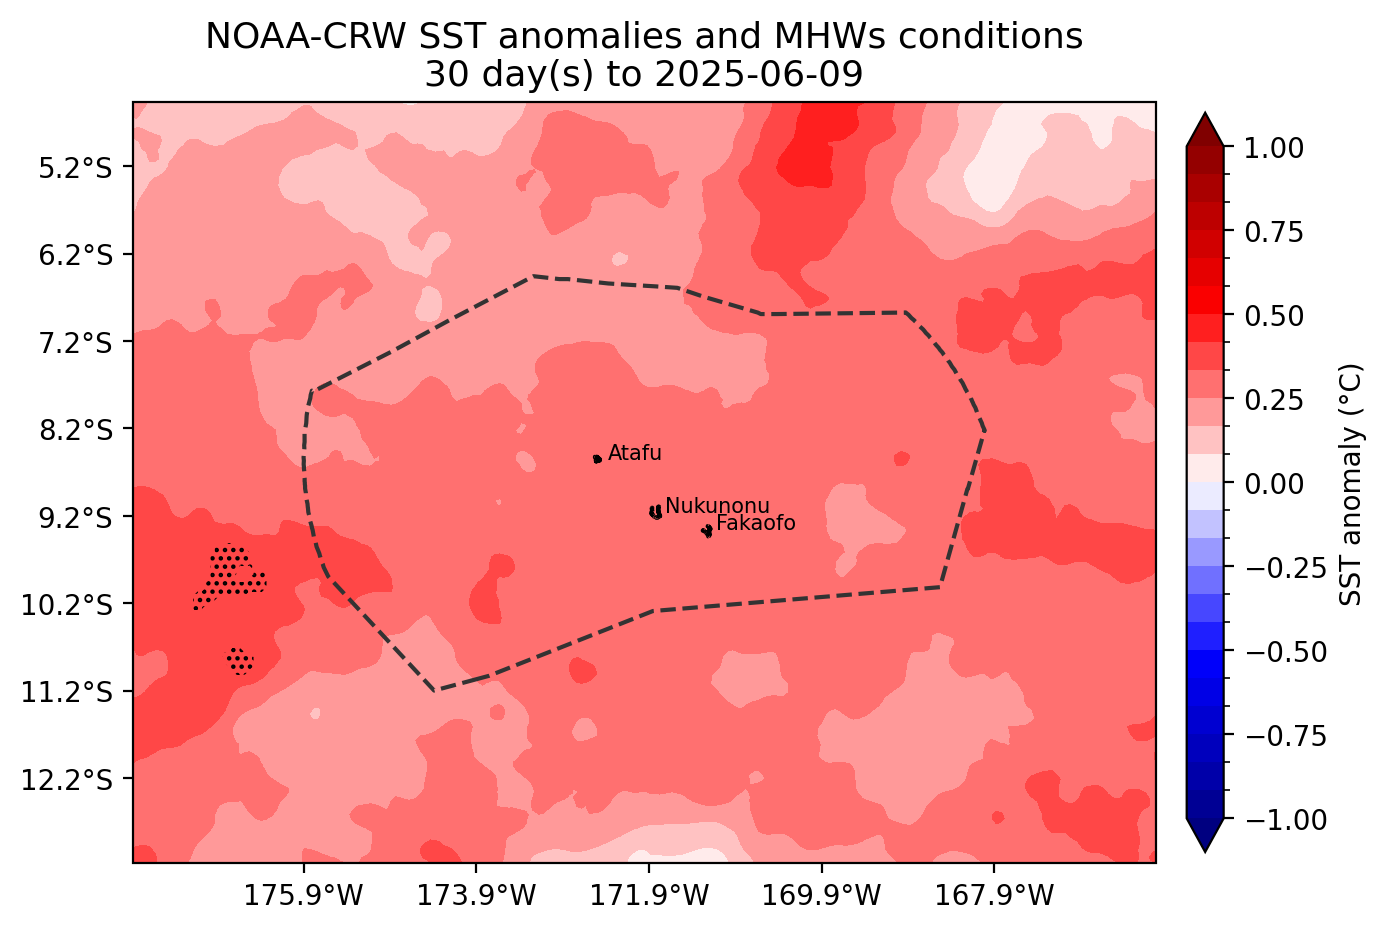 NOAA-CRW SST anomalies and MHWs conditions
30 day(s) to 2025-06-09
5.2°S
6.2°S
7.2°S
8.2°S
9.2°S
10.2°S
11.2°S
12.2°S
Atafu
Nukunonu
Fakaofo
175.9°W
173.9°W
171.9°W
169.9°W
167.9°W
1.00
0.75
0.50
0.25
0.00
−0.25
−0.50
−0.75
−1.00
SST anomaly (°C)